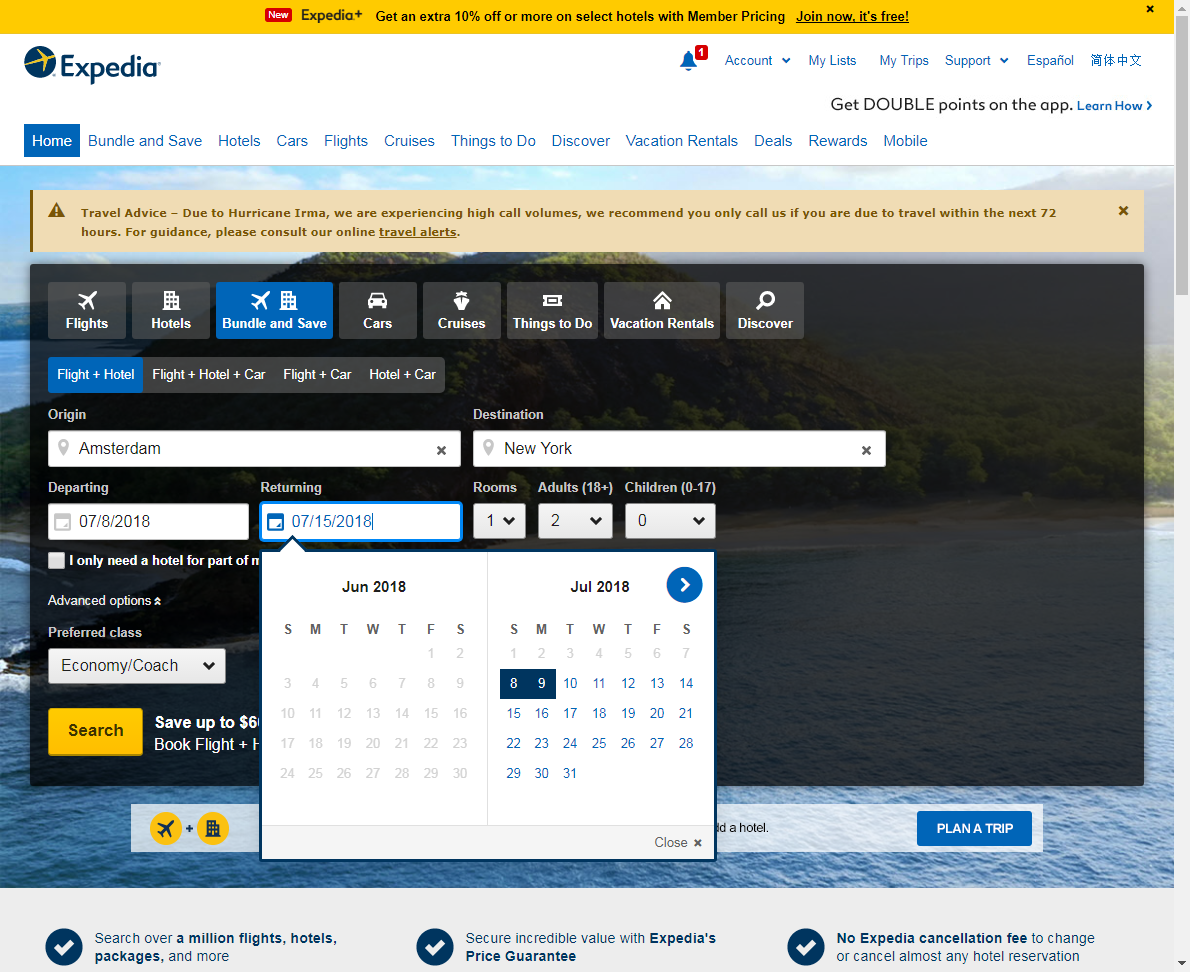 New Expedia+ Get an extra 10% off or more on select hotels with Member Pricing Join now, it's free!
Expedia
1 Account My Lists My Trips Support Español 简体中文
Get DOUBLE points on the app. Learn How
Home Bundle and Save Hotels Cars Flights Cruises Things to Do Discover Vacation Rentals Deals Rewards Mobile
Travel Advice – Due to Hurricane Irma, we are experiencing high call volumes, we recommend you only call us if you are due to travel within the next 72
hours. For guidance, please consult our online travel alerts.
Flights Hotels Bundle and Save Cars Cruises Things to Do Vacation Rentals Discover
Flight + Hotel Flight + Hotel + Car Flight + Car Hotel + Car
Origin Destination
Amsterdam New York
Departing Returning Rooms Adults (18+) Children (0-17)
07/8/2018 07/15/2018 1 2 0
I only need a hotel for part of m
Jun 2018 Jul 2018
Advanced options
S M T W T F S S M T W T F S
Preferred class
1 2 1 2 3 4 5 6 7
Economy/Coach
3 4 5 6 7 8 9 8 9 10 11 12 13 14
10 11 12 13 14 15 16 15 16 17 18 19 20 21
Search Save up to $6
Book Flight + H
17 18 19 20 21 22 23 22 23 24 25 26 27 28
24 25 26 27 28 29 30 29 30 31
+ dd a hotel. PLAN A TRIP
Close ×
Search over a million flights, hotels, Secure incredible value with Expedia's No Expedia cancellation fee to change
packages, and more Price Guarantee or cancel almost any hotel reservation